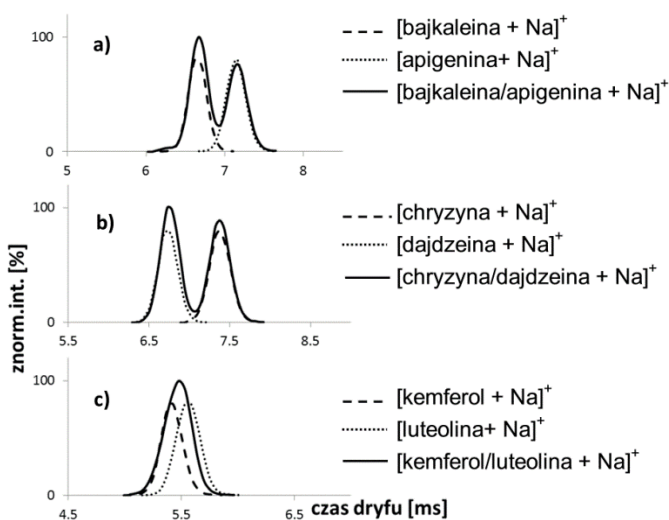 znorm.int. [%]
a)
100
0
5 6 7 8
[bajkaleina + Na]+
[apigenina+ Na]+
[bajkaleina/apigenina + Na]+
b)
100
0
5.5 6.5 7.5 8.5
[chryzyna + Na]+
[dajdzeina + Na]+
[chryzyna/dajdzeina + Na]+
c)
100
0
4.5 5.5 6.5
[kemferol + Na]+
[luteolina+ Na]+
[kemferol/luteolina + Na]+
czas dryfu [ms]